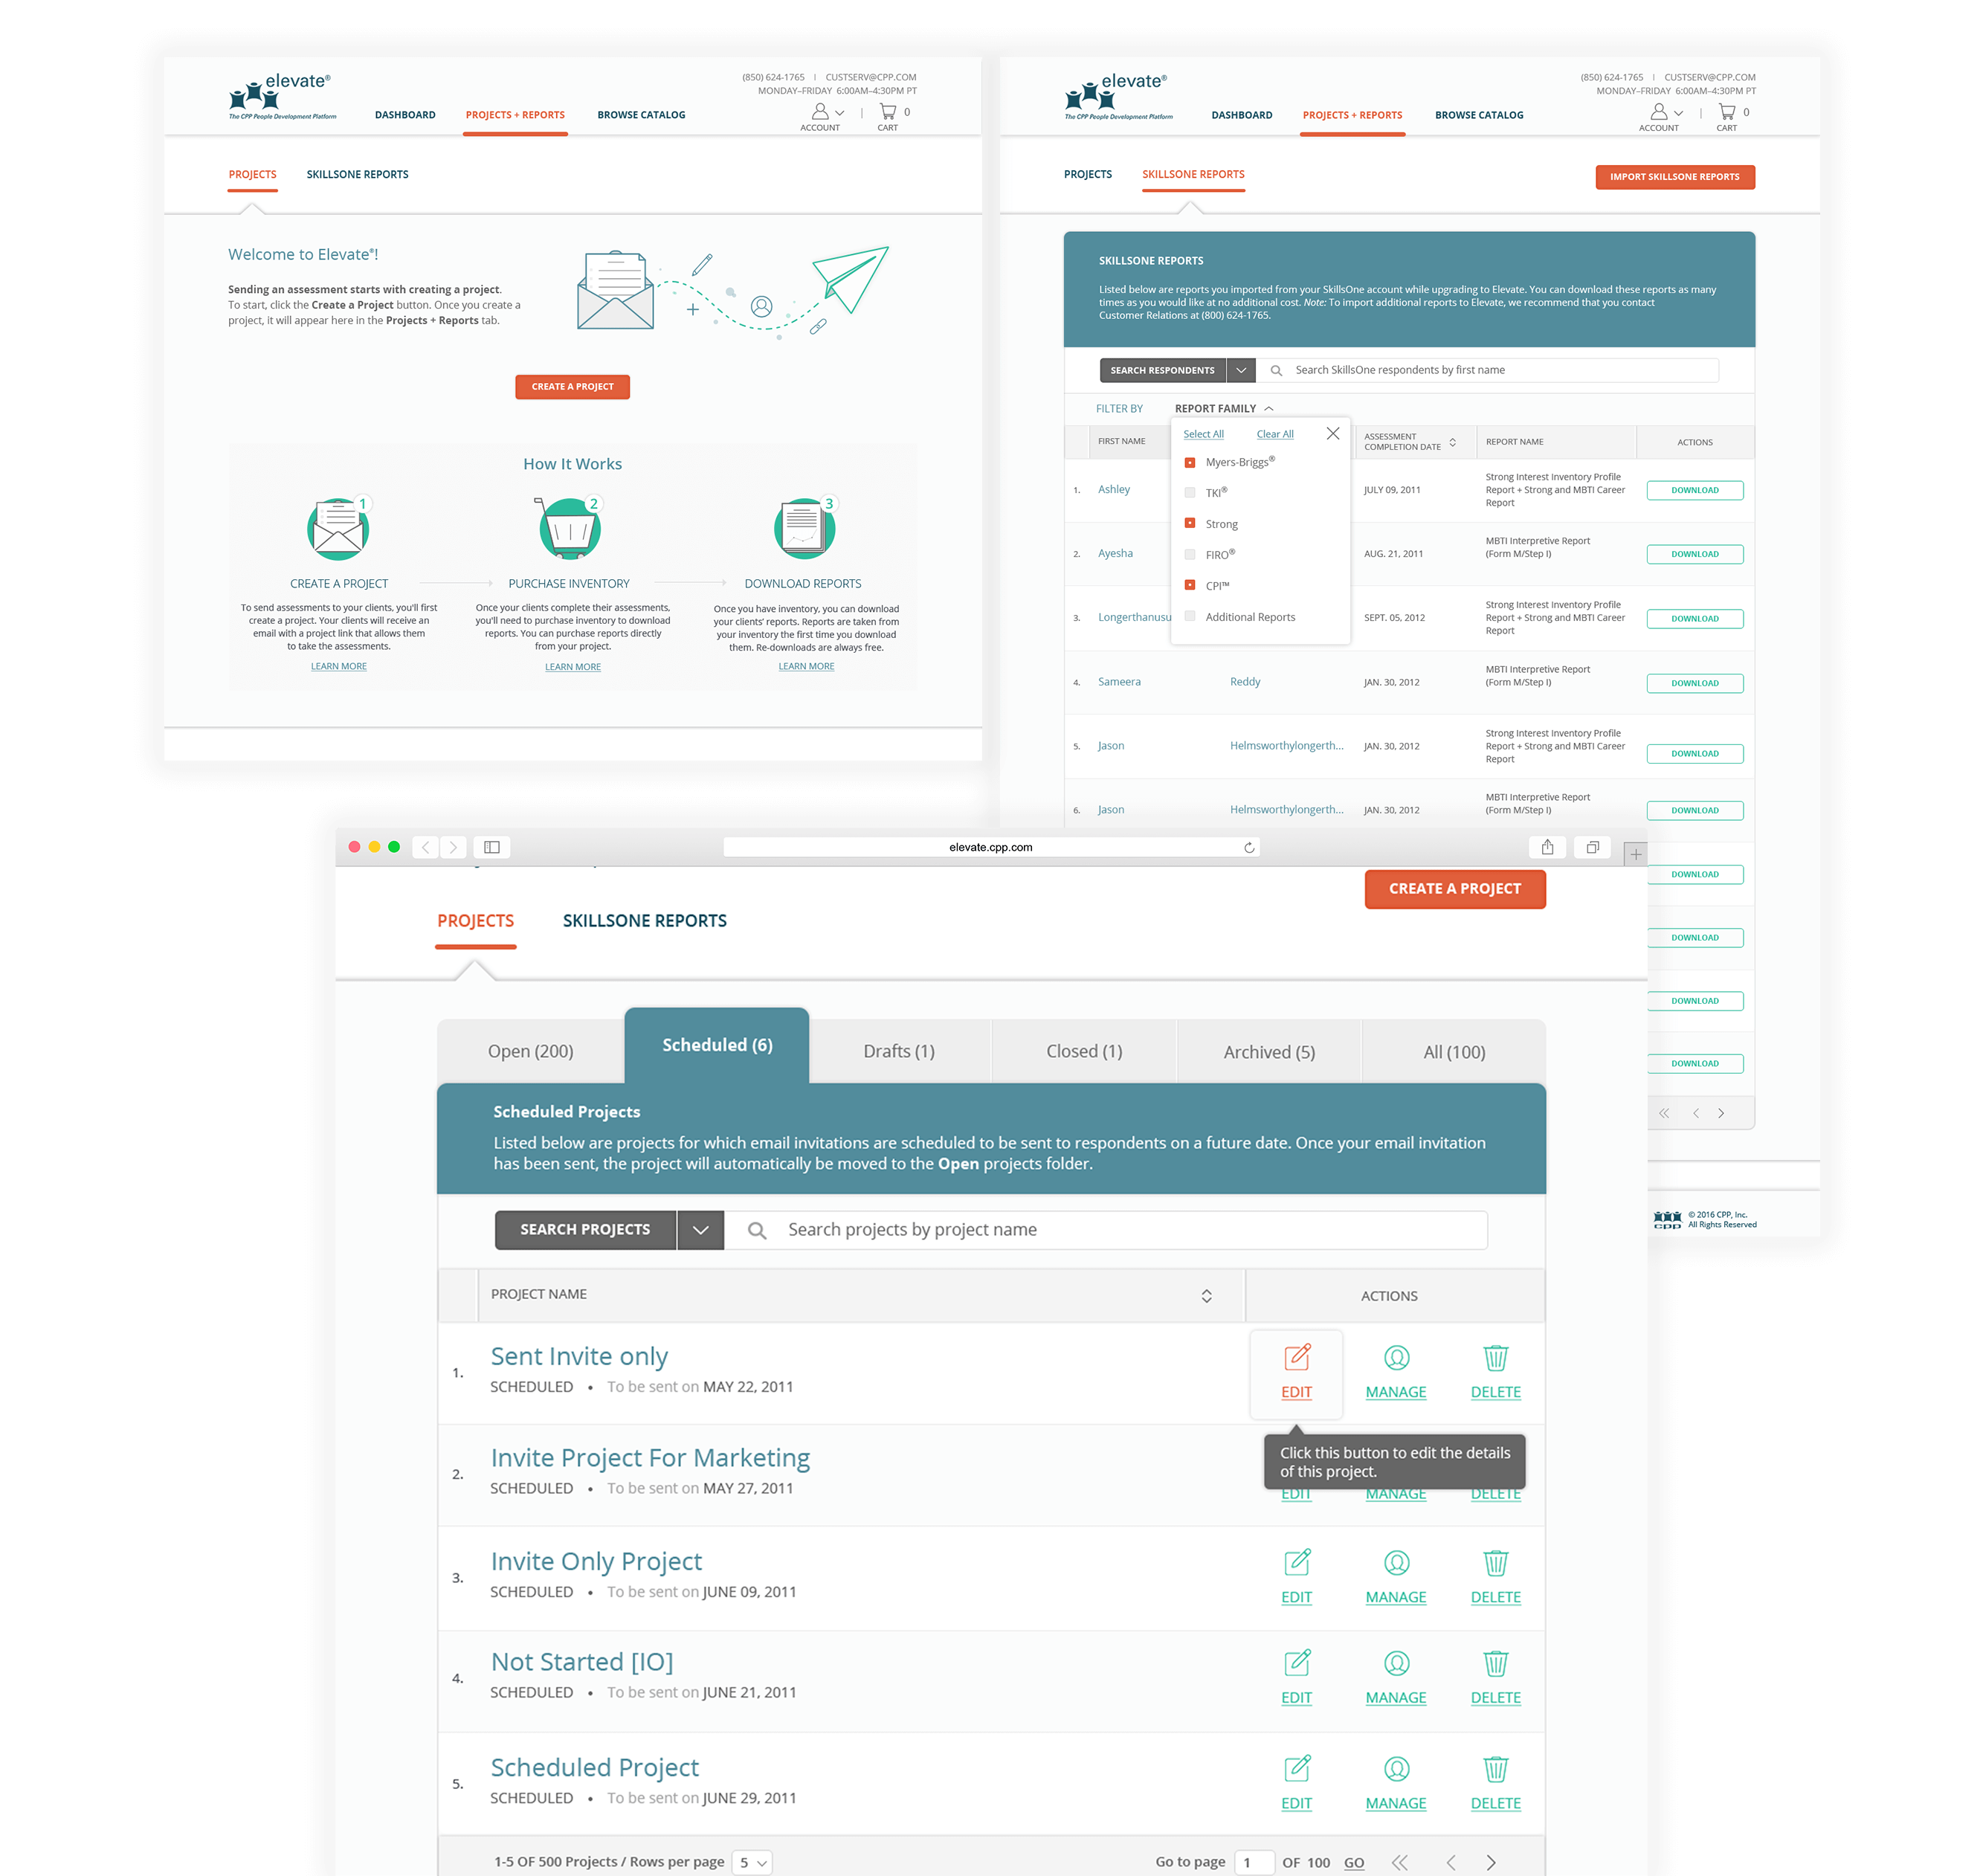 elevate®
The CPP People Development Platform
(850) 624-1765 | CUSTSERV@CPP.COM
MONDAY–FRIDAY 6:00AM–4:30PM PT
DASHBOARD
PROJECTS + REPORTS
BROWSE CATALOG
ACCOUNT
0
CART
PROJECTS
SKILLSONE REPORTS
Welcome to Elevate®!
Sending an assessment starts with creating a project.
To start, click the Create a Project button. Once you create a
project, it will appear here in the Projects + Reports tab.
CREATE A PROJECT
How It Works
1
CREATE A PROJECT
To send assessments to your clients, you'll first
create a project. Your clients will receive an
email with a project link that allows them
to take the assessments.
LEARN MORE
2
PURCHASE INVENTORY
Once your clients complete their assessments,
you'll need to purchase inventory to download
reports. You can purchase reports directly
from your project.
LEARN MORE
3
DOWNLOAD REPORTS
Once you have inventory, you can download
your clients' reports. Reports are taken from
your inventory the first time you download
them. Re-downloads are always free.
LEARN MORE
elevate®
The CPP People Development Platform
(850) 624-1765 | CUSTSERV@CPP.COM
MONDAY–FRIDAY 6:00AM–4:30PM PT
DASHBOARD
PROJECTS + REPORTS
BROWSE CATALOG
ACCOUNT
0
CART
PROJECTS
SKILLSONE REPORTS
IMPORT SKILLSONE REPORTS
SKILLSONE REPORTS
Listed below are reports you imported from your SkillsOne account while upgrading to Elevate. You can download these reports as many
times as you would like at no additional cost. Note: To import additional reports to Elevate, we recommend that you contact
Customer Relations at (800) 624-1765.
SEARCH RESPONDENTS
Search SkillsOne respondents by first name
FILTER BY
REPORT FAMILY
Select All
Clear All
Myers-Briggs®
TKI®
Strong
FIRO®
CPI™
Additional Reports
FIRST NAME
ASSESSMENT
COMPLETION DATE
REPORT NAME
ACTIONS
1.
Ashley
JULY 09, 2011
Strong Interest Inventory Profile
Report + Strong and MBTI Career
Report
DOWNLOAD
2.
Ayesha
AUG. 21, 2011
MBTI Interpretive Report
(Form M/Step I)
DOWNLOAD
3.
Longerthanusu
SEPT. 05, 2012
Strong Interest Inventory Profile
Report + Strong and MBTI Career
Report
DOWNLOAD
4.
Sameera
Reddy
JAN. 30, 2012
MBTI Interpretive Report
(Form M/Step I)
DOWNLOAD
5.
Jason
Helmsworthylongerth...
JAN. 30, 2012
Strong Interest Inventory Profile
Report + Strong and MBTI Career
Report
DOWNLOAD
6.
Jason
Helmsworthylongerth...
JAN. 30, 2012
MBTI Interpretive Report
(Form M/Step I)
DOWNLOAD
DOWNLOAD
DOWNLOAD
DOWNLOAD
DOWNLOAD
cpp
© 2016 CPP, Inc.
All Rights Reserved
elevate.cpp.com
CREATE A PROJECT
PROJECTS
SKILLSONE REPORTS
Open (200)
Scheduled (6)
Drafts (1)
Closed (1)
Archived (5)
All (100)
Scheduled Projects
Listed below are projects for which email invitations are scheduled to be sent to respondents on a future date. Once your email invitation
has been sent, the project will automatically be moved to the Open projects folder.
SEARCH PROJECTS
Search projects by project name
PROJECT NAME
ACTIONS
1.
Sent Invite only
SCHEDULED • To be sent on MAY 22, 2011
EDIT
MANAGE
DELETE
Click this button to edit the details
of this project.
2.
Invite Project For Marketing
SCHEDULED • To be sent on MAY 27, 2011
EDIT
MANAGE
DELETE
3.
Invite Only Project
SCHEDULED • To be sent on JUNE 09, 2011
EDIT
MANAGE
DELETE
4.
Not Started [IO]
SCHEDULED • To be sent on JUNE 21, 2011
EDIT
MANAGE
DELETE
5.
Scheduled Project
SCHEDULED • To be sent on JUNE 29, 2011
EDIT
MANAGE
DELETE
1-5 OF 500 Projects / Rows per page 5
Go to page 1 OF 100 GO